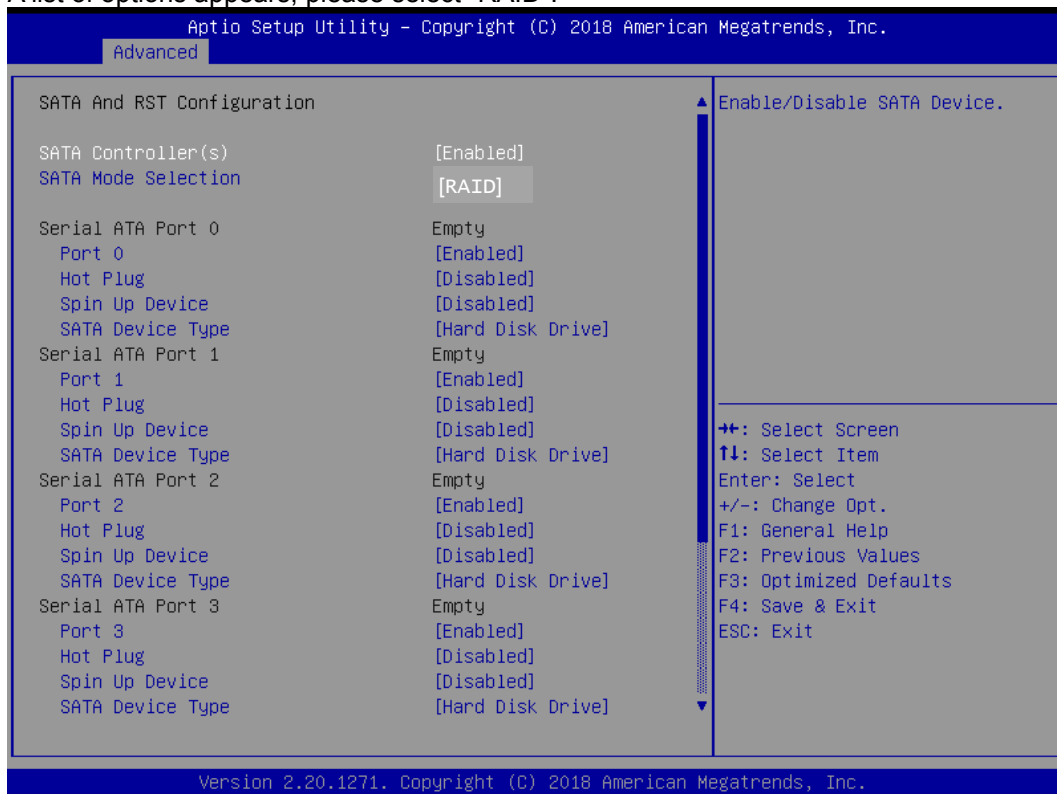 A list of options appears, please select "RAID".
Aptio Setup Utility – Copyright (C) 2018 American Megatrends, Inc.
Advanced
SATA And RST Configuration
SATA Controller(s) [Enabled]
SATA Mode Selection [RAID]
Serial ATA Port 0 Empty
Port 0 [Enabled]
Hot Plug [Disabled]
Spin Up Device [Disabled]
SATA Device Type [Hard Disk Drive]
Serial ATA Port 1 Empty
Port 1 [Enabled]
Hot Plug [Disabled]
Spin Up Device [Disabled]
SATA Device Type [Hard Disk Drive]
Serial ATA Port 2 Empty
Port 2 [Enabled]
Hot Plug [Disabled]
Spin Up Device [Disabled]
SATA Device Type [Hard Disk Drive]
Serial ATA Port 3 Empty
Port 3 [Enabled]
Hot Plug [Disabled]
Spin Up Device [Disabled]
SATA Device Type [Hard Disk Drive]
Enable/Disable SATA Device.
→←: Select Screen
↑↓: Select Item
Enter: Select
+/-: Change Opt.
F1: General Help
F2: Previous Values
F3: Optimized Defaults
F4: Save & Exit
ESC: Exit
Version 2.20.1271. Copyright (C) 2018 American Megatrends, Inc.